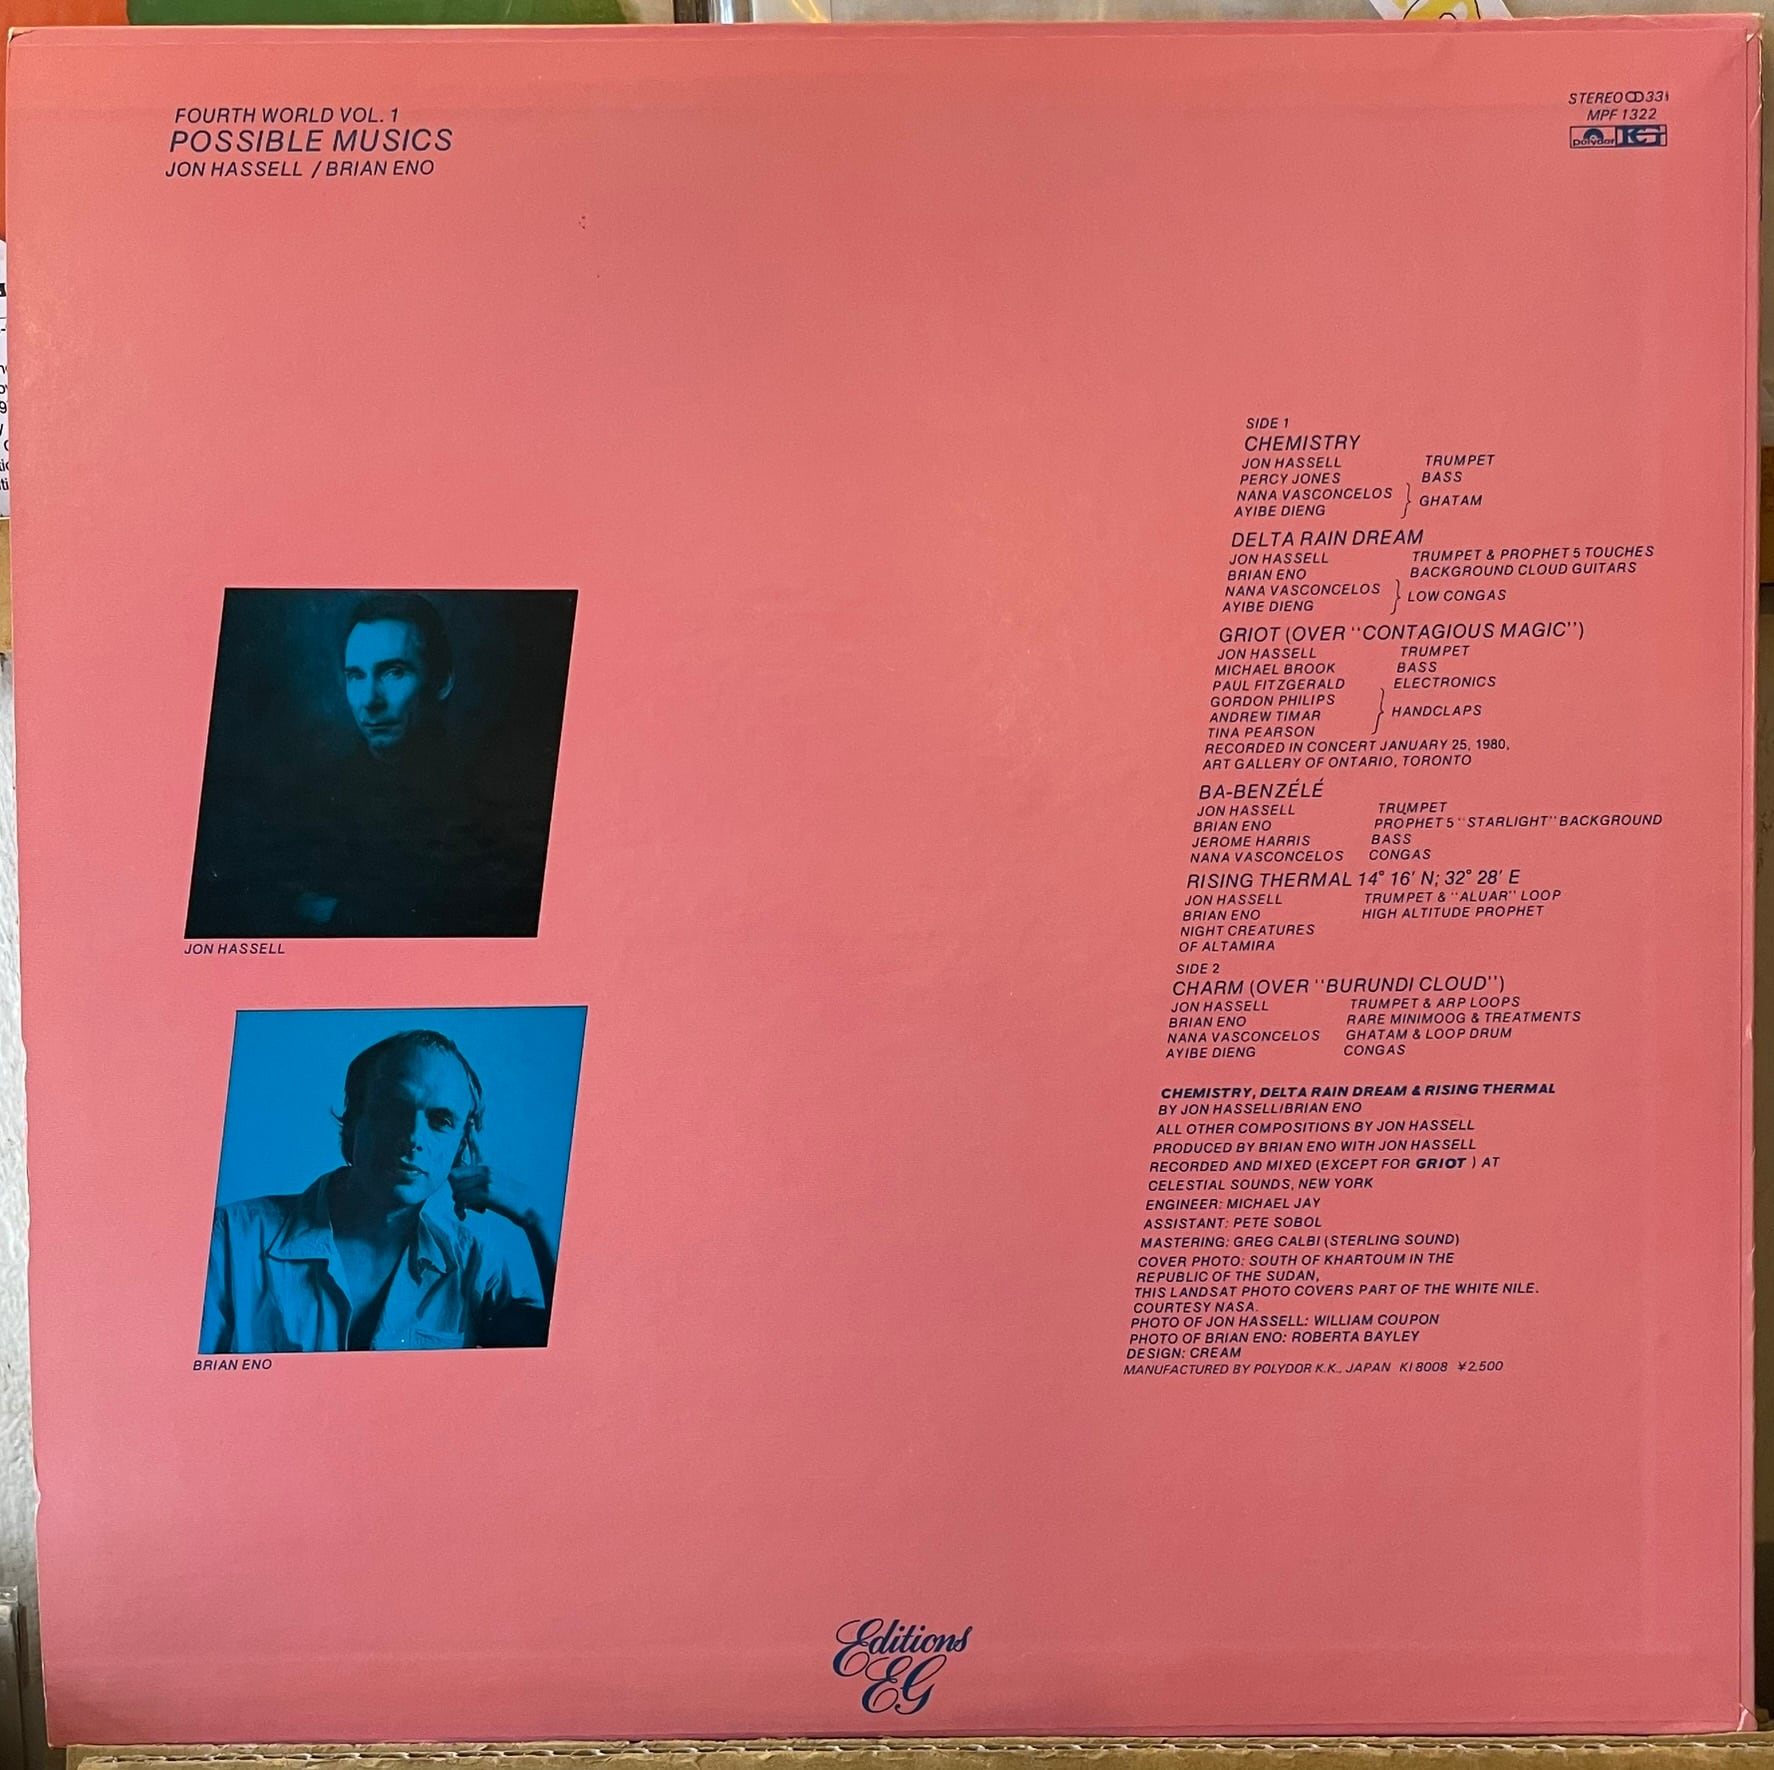 FOURTH WORLD VOL. 1
POSSIBLE MUSICS
JON HASSELL / BRIAN ENO
STEREO 33⅓
MPF 1322
polydor EG
SIDE 1
CHEMISTRY
JON HASSELL TRUMPET
PERCY JONES BASS
NANA VASCONCELOS
AYIBE DIENG } GHATAM
DELTA RAIN DREAM
JON HASSELL TRUMPET & PROPHET 5 TOUCHES
BRIAN ENO BACKGROUND CLOUD GUITARS
NANA VASCONCELOS
AYIBE DIENG } LOW CONGAS
GRIOT (OVER "CONTAGIOUS MAGIC")
JON HASSELL TRUMPET
MICHAEL BROOK BASS
PAUL FITZGERALD ELECTRONICS
GORDON PHILIPS
ANDREW TIMAR } HANDCLAPS
TINA PEARSON
RECORDED IN CONCERT JANUARY 25, 1980,
ART GALLERY OF ONTARIO, TORONTO
BA-BENZÉLÉ
JON HASSELL TRUMPET
BRIAN ENO PROPHET 5 "STARLIGHT" BACKGROUND
JEROME HARRIS BASS
NANA VASCONCELOS CONGAS
RISING THERMAL 14° 16' N; 32° 28' E
JON HASSELL TRUMPET & "ALUAR" LOOP
BRIAN ENO HIGH ALTITUDE PROPHET
NIGHT CREATURES
OF ALTAMIRA
SIDE 2
CHARM (OVER "BURUNDI CLOUD")
JON HASSELL TRUMPET & ARP LOOPS
BRIAN ENO RARE MINIMOOG & TREATMENTS
NANA VASCONCELOS GHATAM & LOOP DRUM
AYIBE DIENG CONGAS
CHEMISTRY, DELTA RAIN DREAM & RISING THERMAL
BY JON HASSELL/BRIAN ENO
ALL OTHER COMPOSITIONS BY JON HASSELL
PRODUCED BY BRIAN ENO WITH JON HASSELL
RECORDED AND MIXED (EXCEPT FOR GRIOT ) AT
CELESTIAL SOUNDS, NEW YORK
ENGINEER: MICHAEL JAY
ASSISTANT: PETE SOBOL
MASTERING: GREG CALBI (STERLING SOUND)
COVER PHOTO: SOUTH OF KHARTOUM IN THE
REPUBLIC OF THE SUDAN,
THIS LANDSAT PHOTO COVERS PART OF THE WHITE NILE.
COURTESY NASA.
PHOTO OF JON HASSELL: WILLIAM COUPON
PHOTO OF BRIAN ENO: ROBERTA BAYLEY
DESIGN: CREAM
MANUFACTURED BY POLYDOR K.K., JAPAN KI 8008 ¥2,500
JON HASSELL
BRIAN ENO
Editions
EG